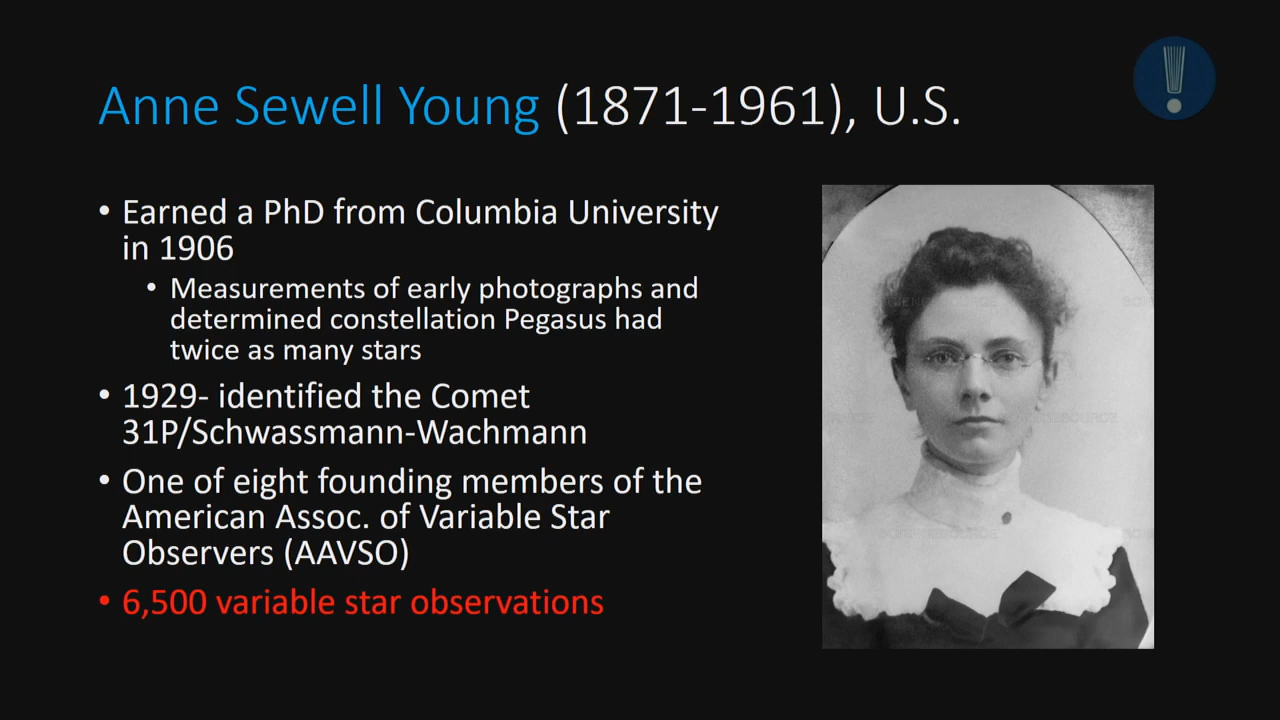 Anne Sewell Young (1871-1961), U.S.
• Earned a PhD from Columbia University
in 1906
• Measurements of early photographs and
determined constellation Pegasus had
twice as many stars
• 1929- identified the Comet
31P/Schwassmann-Wachmann
• One of eight founding members of the
American Assoc. of Variable Star
Observers (AAVSO)
• 6,500 variable star observations